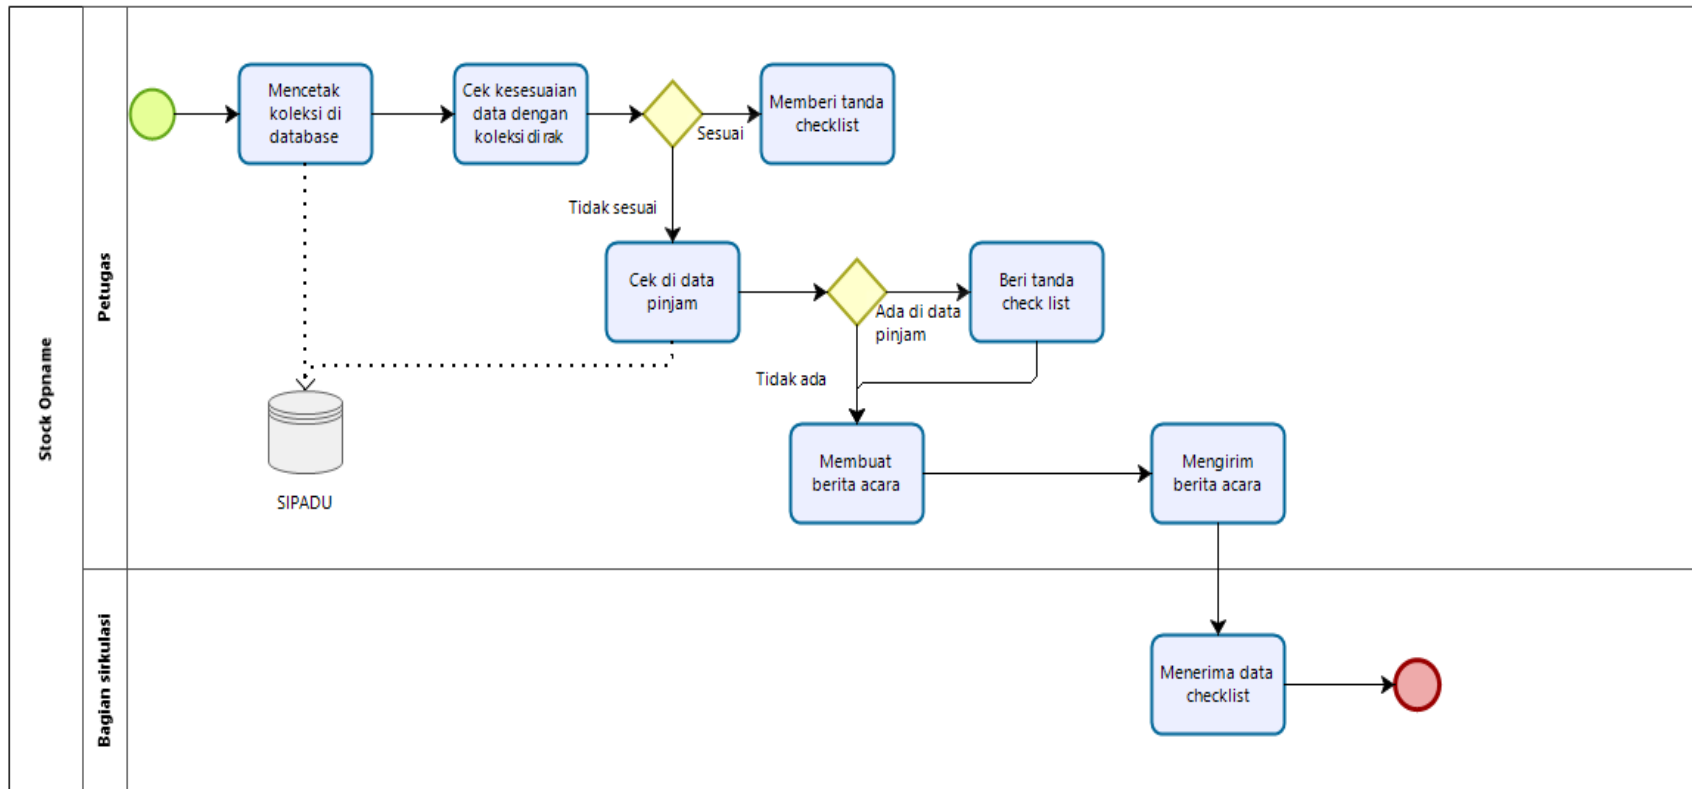 Stock Opname
Petugas
Mencetak
koleksi di
database
Cek kesesuaian
data dengan
koleksi di rak
Sesuai
Memberi tanda
checklist
Tidak sesuai
Cek di data
pinjam
Ada di data
pinjam
Beri tanda
check list
Tidak ada
SIPADU
Membuat
berita acara
Mengirim
berita acara
Bagian sirkulasi
Menerima data
checklist